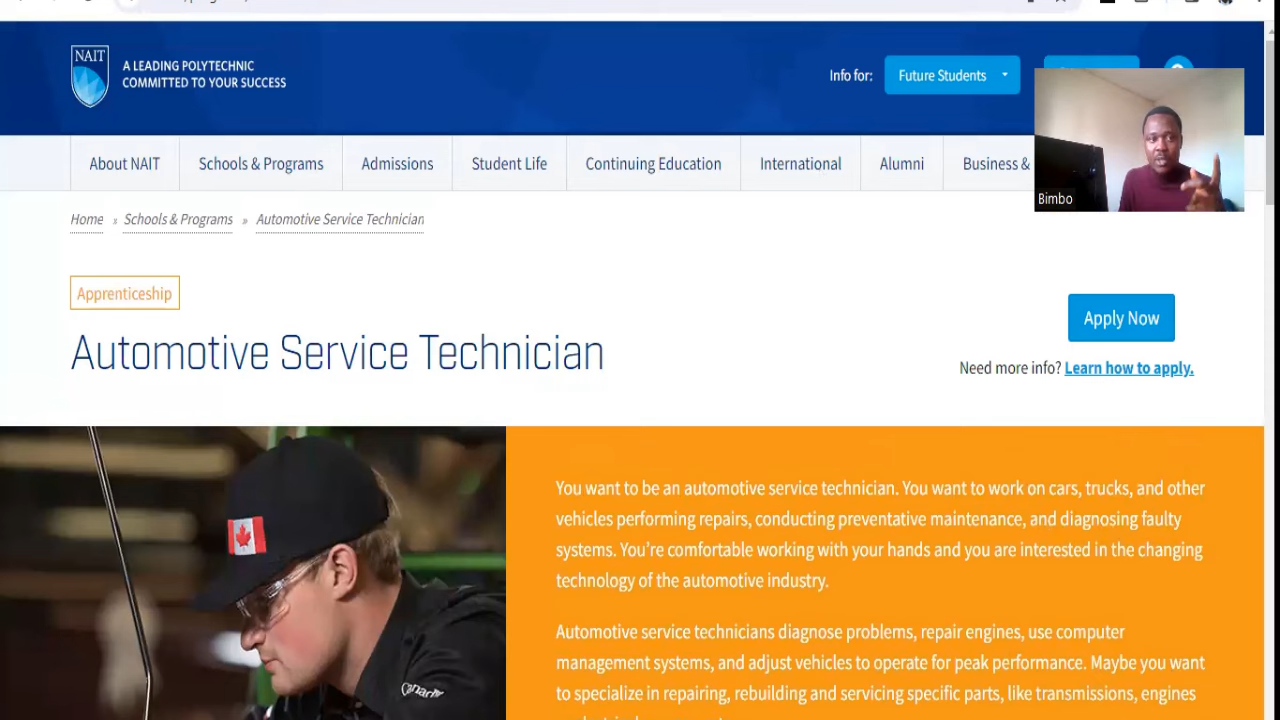 NAIT
A LEADING POLYTECHNIC
COMMITTED TO YOUR SUCCESS
Info for:
Future Students
About NAIT
Schools & Programs
Admissions
Student Life
Continuing Education
International
Alumni
Business &
Bimbo
Home » Schools & Programs » Automotive Service Technician
Apprenticeship
Automotive Service Technician
Apply Now
Need more info? Learn how to apply.
You want to be an automotive service technician. You want to work on cars, trucks, and other
vehicles performing repairs, conducting preventative maintenance, and diagnosing faulty
systems. You’re comfortable working with your hands and you are interested in the changing
technology of the automotive industry.
Automotive service technicians diagnose problems, repair engines, use computer
management systems, and adjust vehicles to operate for peak performance. Maybe you want
to specialize in repairing, rebuilding and servicing specific parts, like transmissions, engines
Canada